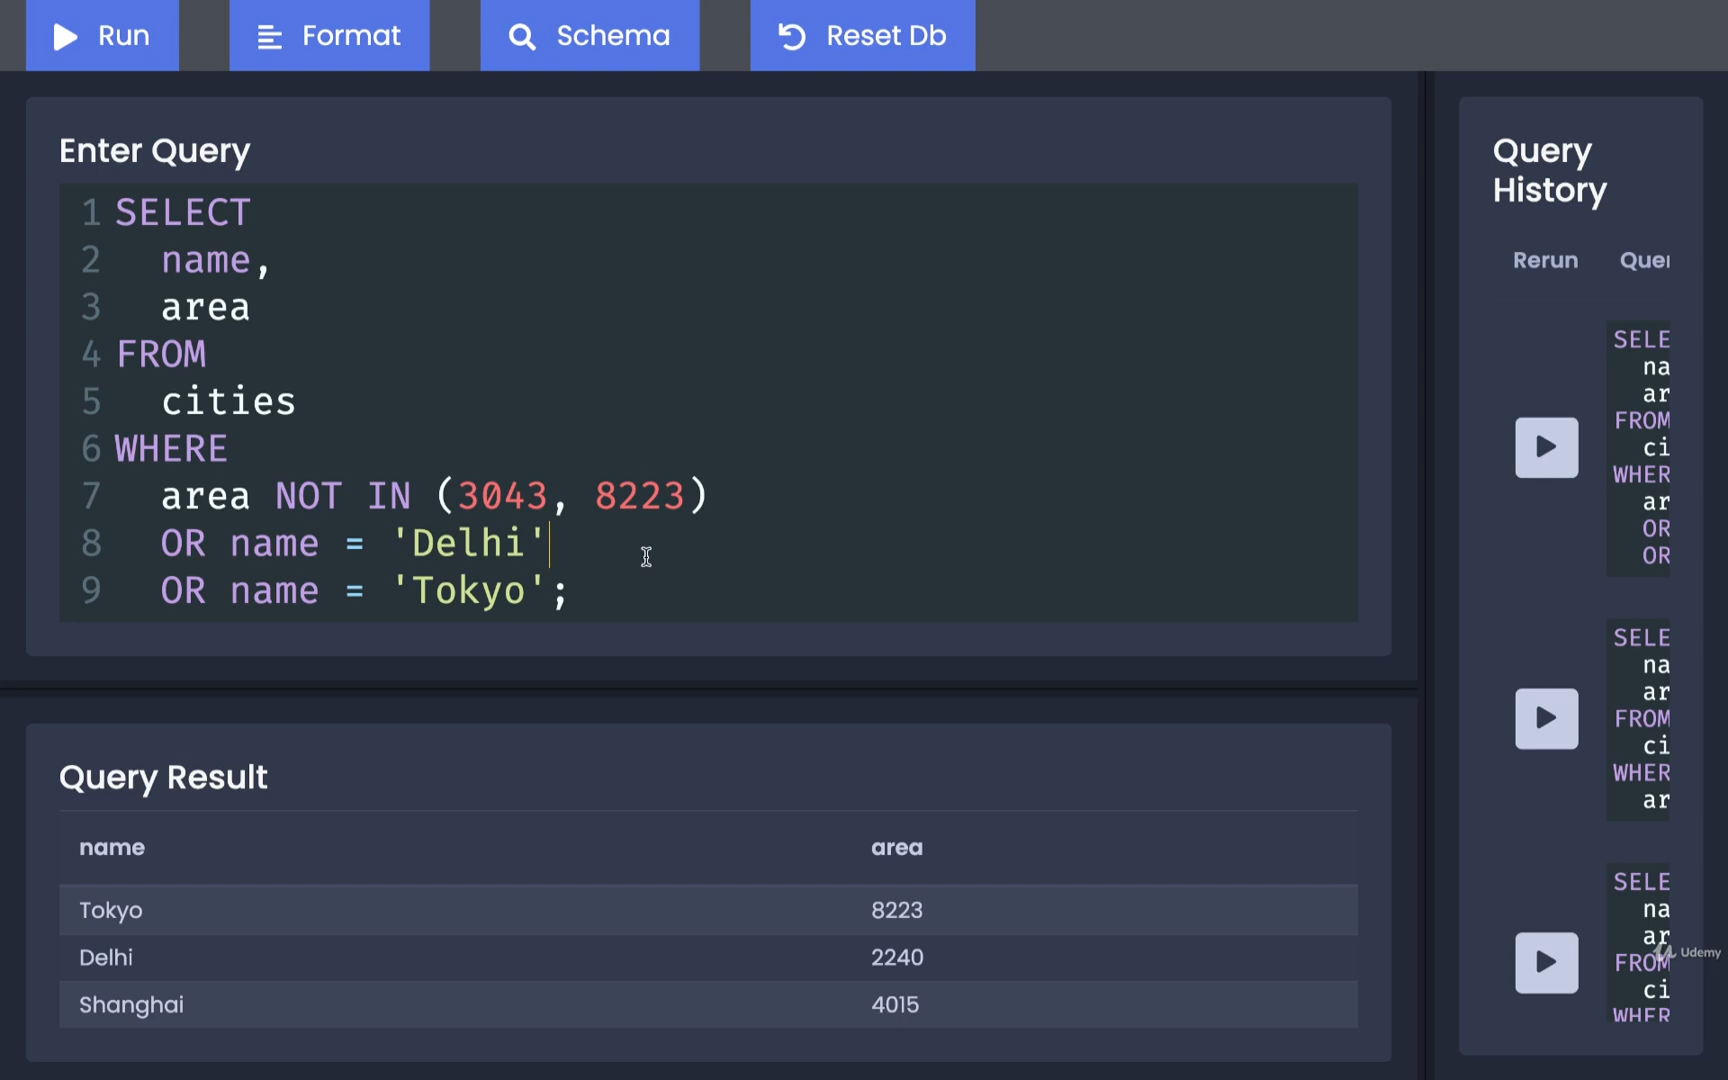 Run
Format
Schema
Reset Db
Enter Query
1 SELECT
2 name,
3 area
4 FROM
5 cities
6 WHERE
7 area NOT IN (3043, 8223)
8 OR name = 'Delhi'
9 OR name = 'Tokyo';
Query Result
name area
Tokyo 8223
Delhi 2240
Shanghai 4015
Query
History
Rerun Quer
SELE
na
ar
FROM
ci
WHER
ar
OR
OR
SELE
na
ar
FROM
ci
WHER
ar
SELE
na
ar
FROM
ci
WHER
Udemy